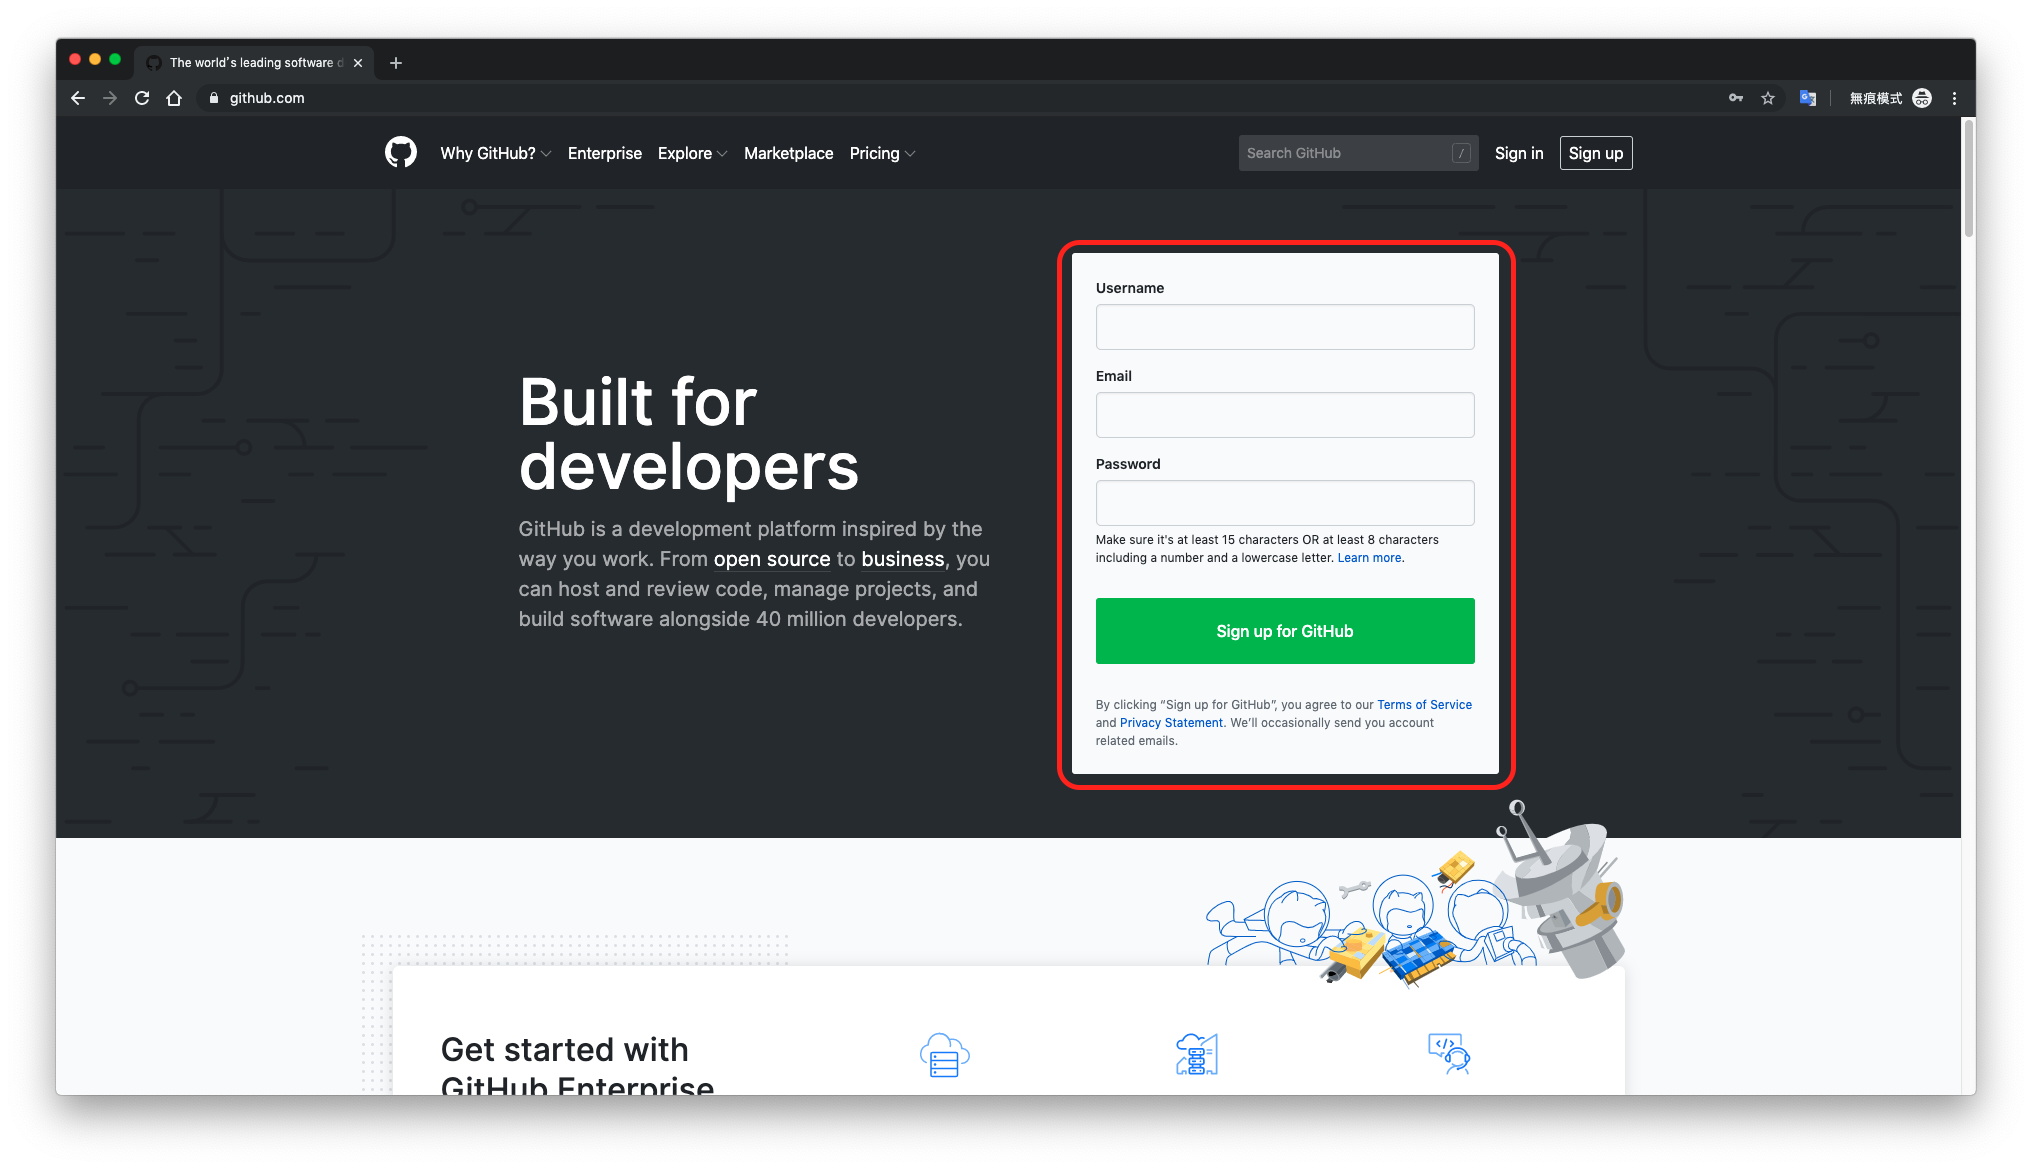 The world's leading software d
github.com
無痕模式
Why GitHub?
Enterprise
Explore
Marketplace
Pricing
Search GitHub
/
Sign in
Sign up
Built for
developers
GitHub is a development platform inspired by the
way you work. From open source to business, you
can host and review code, manage projects, and
build software alongside 40 million developers.
Username
Email
Password
Make sure it's at least 15 characters OR at least 8 characters
including a number and a lowercase letter. Learn more.
Sign up for GitHub
By clicking “Sign up for GitHub”, you agree to our Terms of Service
and Privacy Statement. We’ll occasionally send you account
related emails.
Get started with
GitHub Enterprise